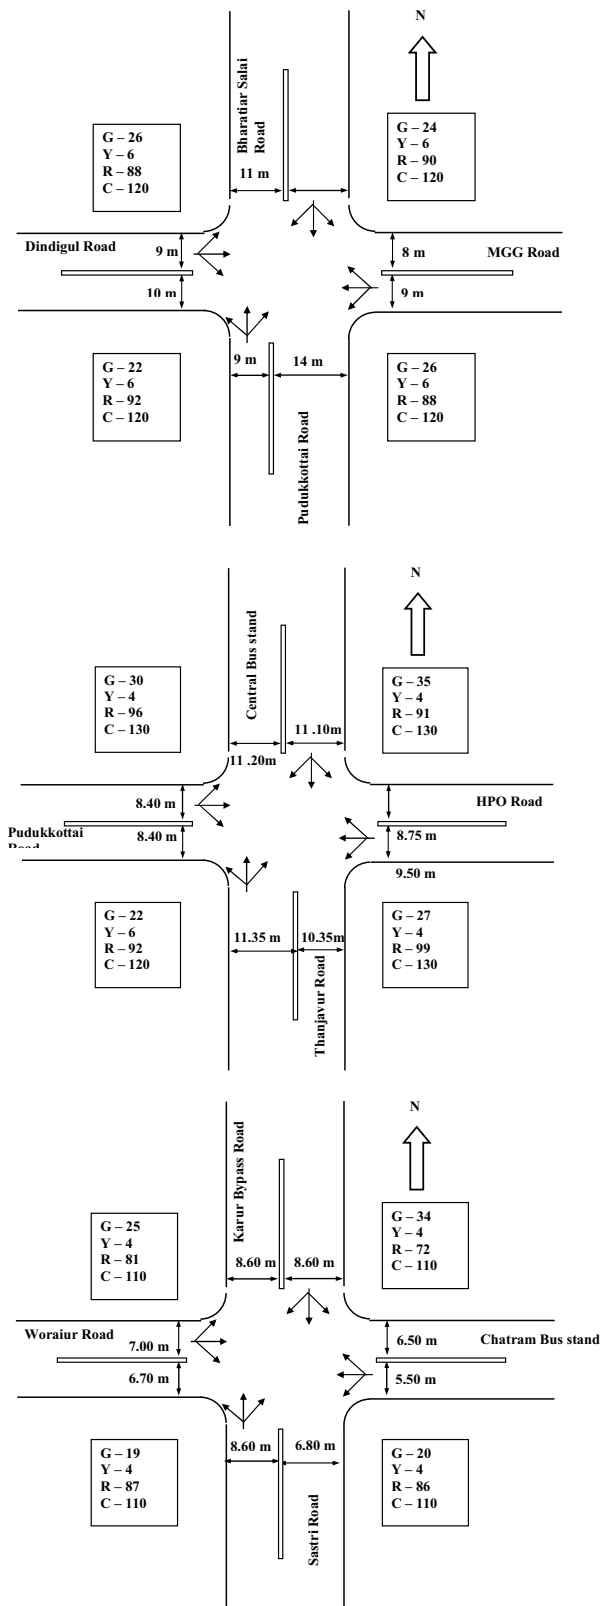 N
Bharatiar Salai
Road
G – 26
Y – 6
R – 88
C – 120
G – 24
Y – 6
R – 90
C – 120
11 m
Dindigul Road
9 m
8 m
MGG Road
10 m
9 m
9 m
14 m
G – 22
Y – 6
R – 92
C – 120
G – 26
Y – 6
R – 88
C – 120
Pudukkottai Road
N
Central Bus stand
G – 30
Y – 4
R – 96
C – 130
G – 35
Y – 4
R – 91
C – 130
11 .10m
11 .20m
8.40 m
HPO Road
Pudukkottai
Road
8.40 m
8.75 m
9.50 m
G – 22
Y – 6
R – 92
C – 120
G – 27
Y – 4
R – 99
C – 130
11.35 m
10.35m
Thanjavur Road
N
Karur Bypass Road
G – 25
Y – 4
R – 81
C – 110
G – 34
Y – 4
R – 72
C – 110
8.60 m
8.60 m
Woraiur Road
7.00 m
6.50 m
Chatram Bus stand
6.70 m
5.50 m
G – 19
Y – 4
R – 87
C – 110
8.60 m
6.80 m
G – 20
Y – 4
R – 86
C – 110
Sastri Road